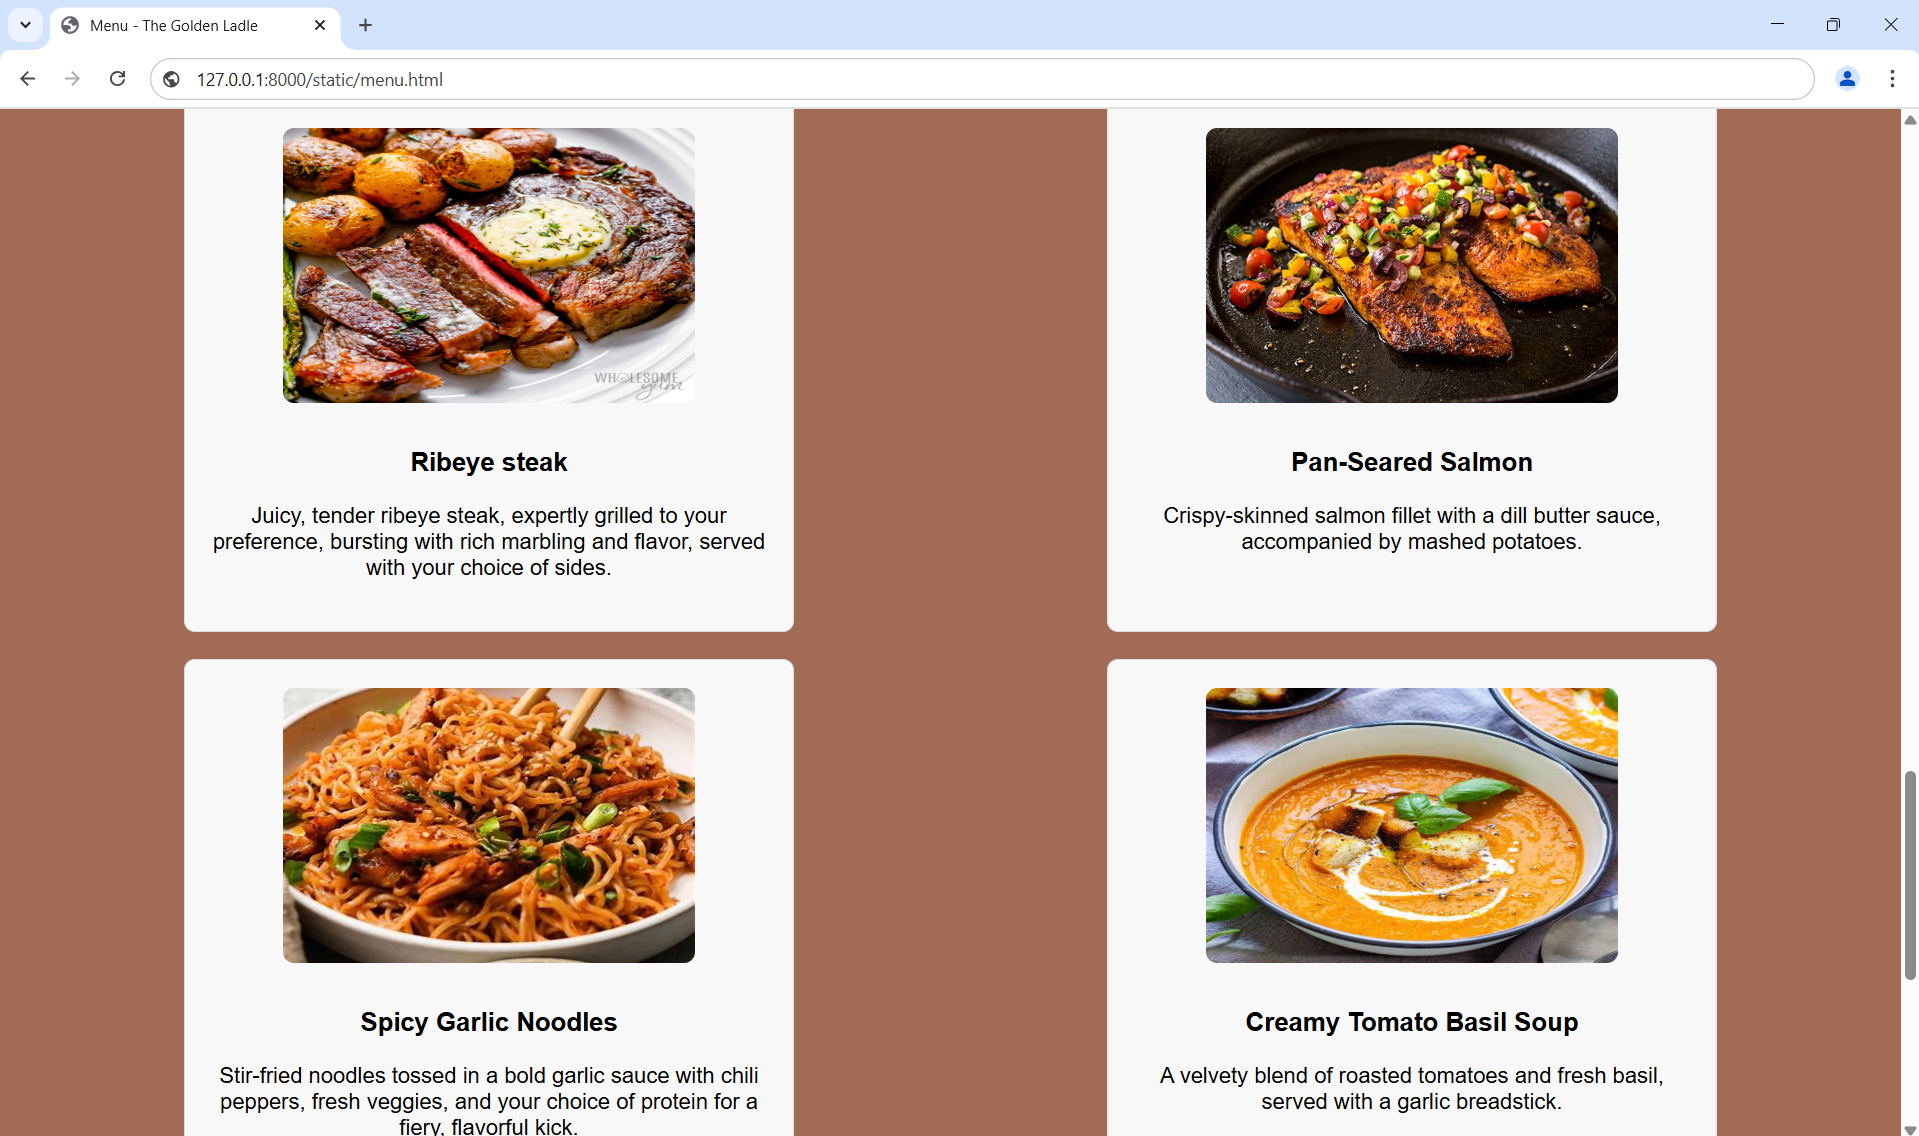 Menu - The Golden Ladle
127.0.0.1:8000/static/menu.html
WHOLESOME
yum
Ribeye steak
Juicy, tender ribeye steak, expertly grilled to your
preference, bursting with rich marbling and flavor, served
with your choice of sides.
Pan-Seared Salmon
Crispy-skinned salmon fillet with a dill butter sauce,
accompanied by mashed potatoes.
Spicy Garlic Noodles
Stir-fried noodles tossed in a bold garlic sauce with chili
peppers, fresh veggies, and your choice of protein for a
fiery, flavorful kick.
Creamy Tomato Basil Soup
A velvety blend of roasted tomatoes and fresh basil,
served with a garlic breadstick.